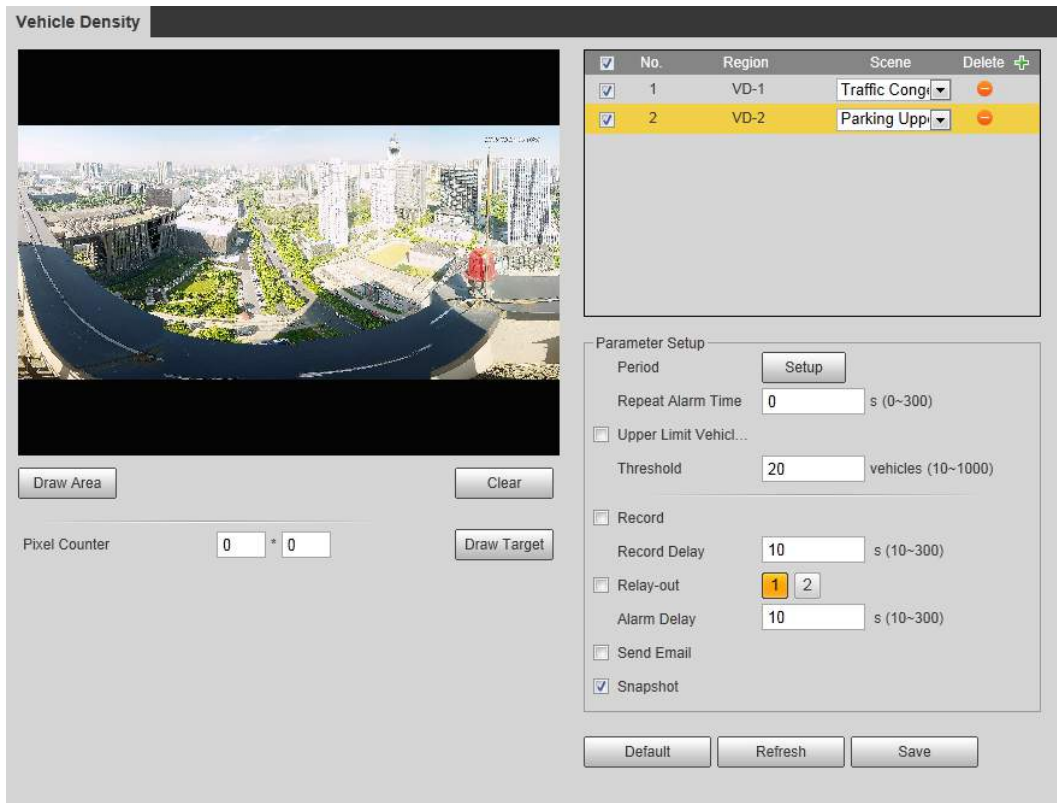 Vehicle Density
No. Region Scene Delete
1 VD-1 Traffic Cong
2 VD-2 Parking Upp
Parameter Setup
Period Setup
Repeat Alarm Time 0 s (0~300)
Upper Limit Vehicl...
Threshold 20 vehicles (10~1000)
Draw Area Clear
Record
Pixel Counter 0 * 0 Draw Target
Record Delay 10 s (10~300)
Relay-out 1 2
Alarm Delay 10 s (10~300)
Send Email
Snapshot
Default Refresh Save